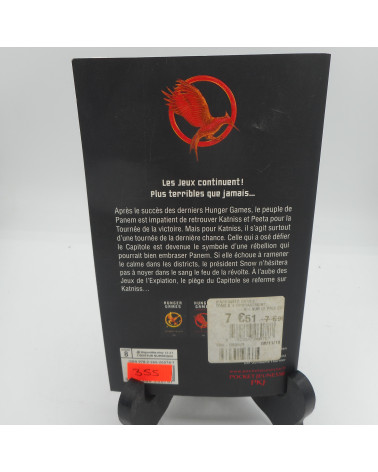 Les Jeux continuent!
Plus terribles que jamais...
Après le succès des derniers Hunger Games, le peuple de
Panem est impatient de retrouver Katniss et Peeta pour la
Tournée de la victoire. Mais pour Katniss, il s'agit surtout
d'une tournée de la dernière chance. Celle qui a osé défier
le Capitole est devenue le symbole d'une rébellion qui
pourrait bien embraser Panem. Si elle échoue à ramener
le calme dans les districts, le président Snow n'hésitera
pas à noyer dans le sang le feu de la révolte. À l'aube des
Jeux de l'Expiation, le piège du Capitole se referme sur
Katniss...
HUNGER
GAMES
7 €61
355
PKJ